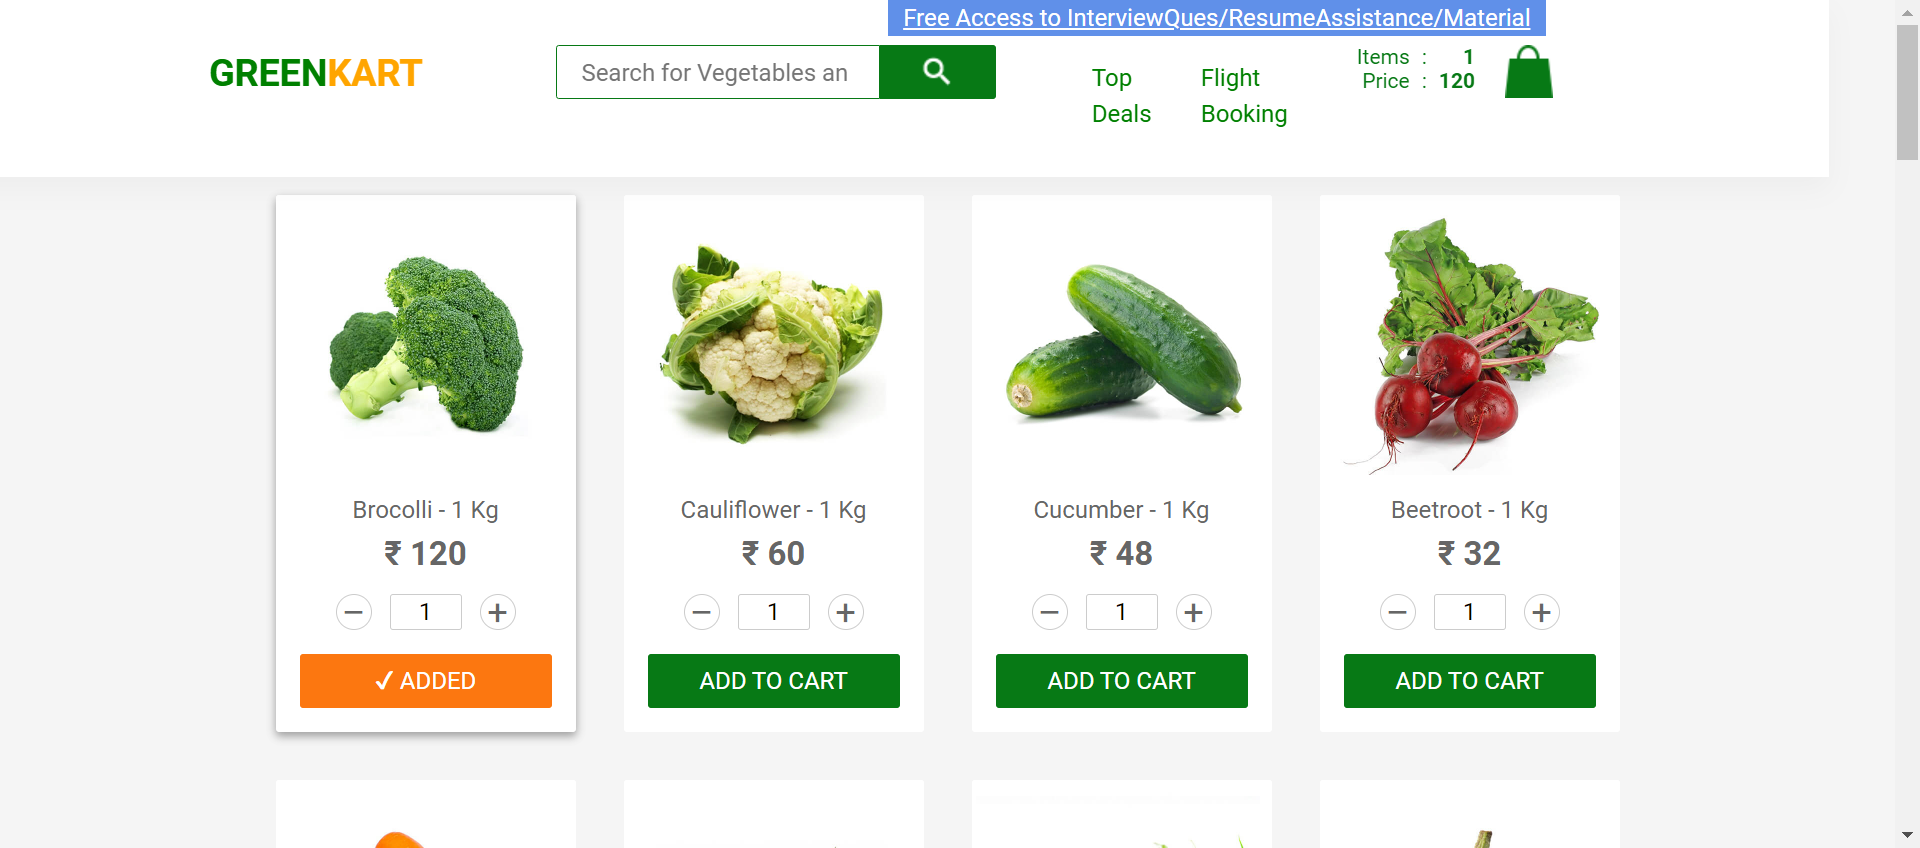 Free Access to InterviewQues/ResumeAssistance/Material
GREENKART
Search for Vegetables an
Top
Deals
Flight
Booking
Items : 1
Price : 120
Brocolli - 1 Kg
₹ 120
1
✓ ADDED
Cauliflower - 1 Kg
₹ 60
1
ADD TO CART
Cucumber - 1 Kg
₹ 48
1
ADD TO CART
Beetroot - 1 Kg
₹ 32
1
ADD TO CART